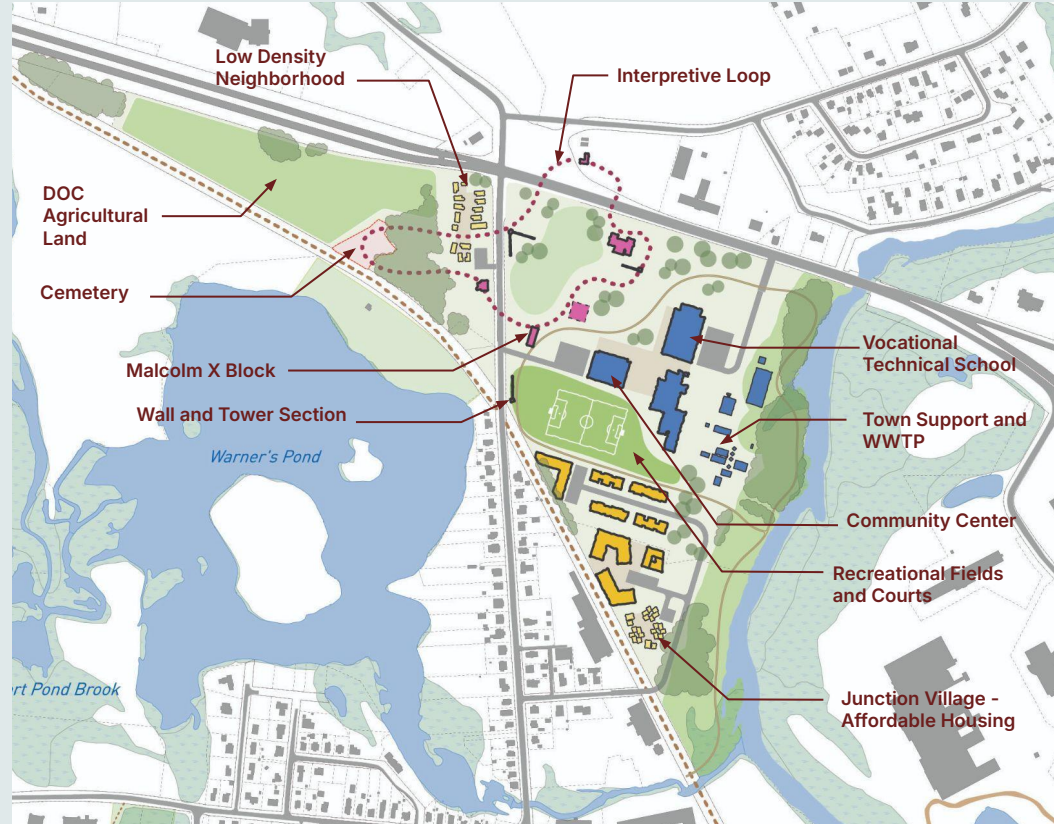 Low Density
Neighborhood
Interpretive Loop
DOC
Agricultural
Land
Cemetery
Malcolm X Block
Wall and Tower Section
Warner's Pond
Vocational
Technical School
Town Support and
WWTP
Community Center
Recreational Fields
and Courts
Junction Village -
Affordable Housing
ort Pond Brook